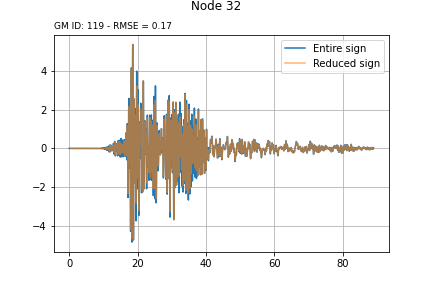 Node 32
GM ID: 119 - RMSE = 0.17
Entire sign
Reduced sign
4
2
0
−2
−4
0 20 40 60 80